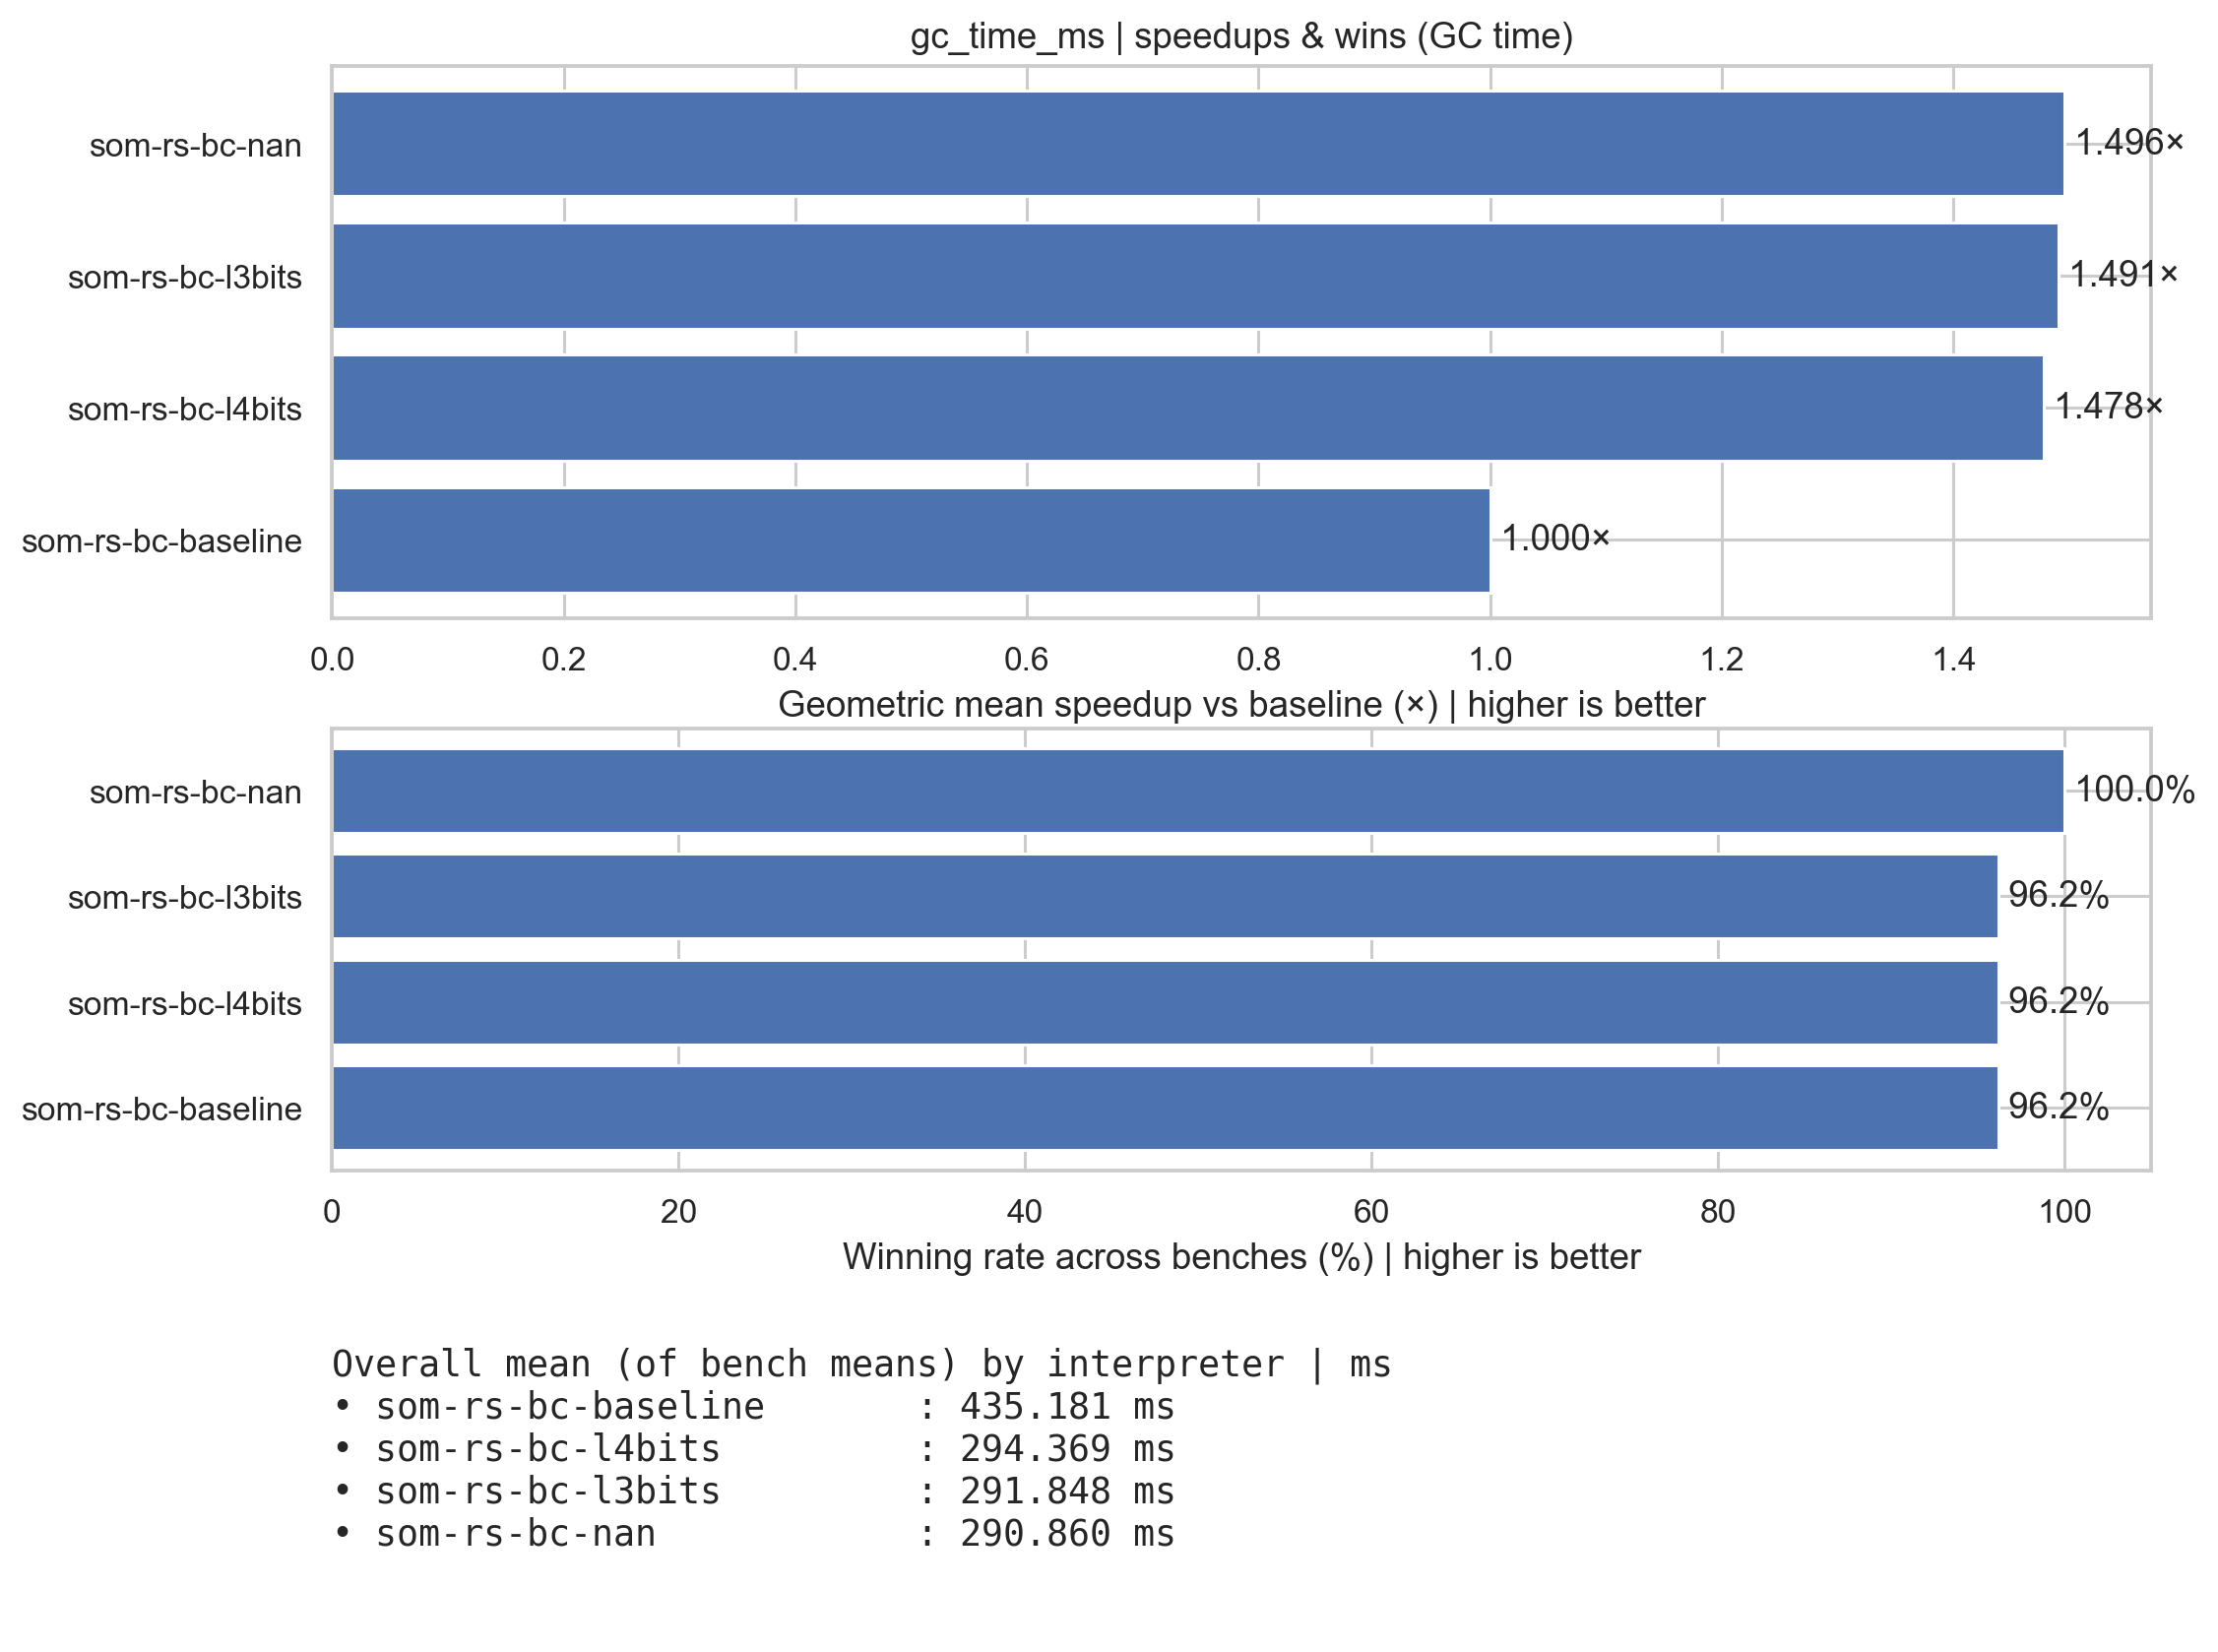 gc_time_ms | speedups & wins (GC time)
som-rs-bc-nan
1.496×
som-rs-bc-l3bits
1.491×
som-rs-bc-l4bits
1.478×
som-rs-bc-baseline
1.000×
0.0 0.2 0.4 0.6 0.8 1.0 1.2 1.4
Geometric mean speedup vs baseline (×) | higher is better
som-rs-bc-nan
100.0%
som-rs-bc-l3bits
96.2%
som-rs-bc-l4bits
96.2%
som-rs-bc-baseline
96.2%
0 20 40 60 80 100
Winning rate across benches (%) | higher is better
Overall mean (of bench means) by interpreter | ms
• som-rs-bc-baseline : 435.181 ms
• som-rs-bc-l4bits : 294.369 ms
• som-rs-bc-l3bits : 291.848 ms
• som-rs-bc-nan : 290.860 ms